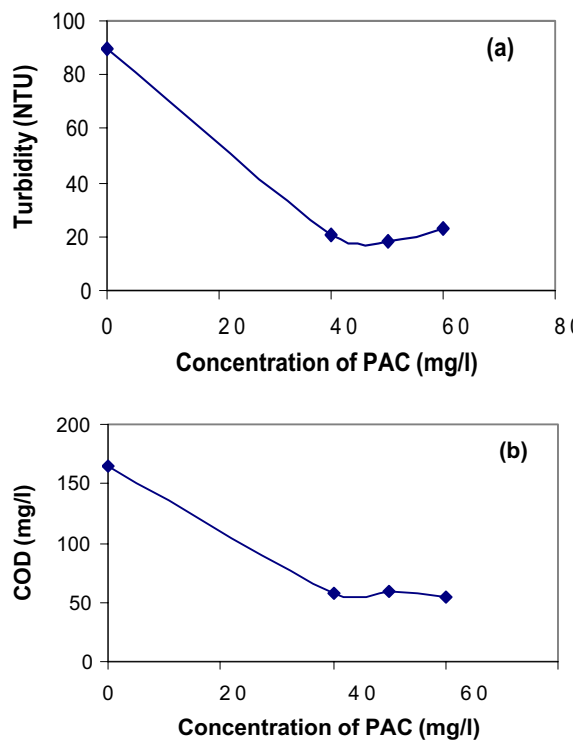 100
(a)
80
60
40
20
0
Turbidity (NTU)
0 20 40 60 80
Concentration of PAC (mg/l)
200
(b)
150
100
50
0
COD (mg/l)
0 20 40 60
Concentration of PAC (mg/l)